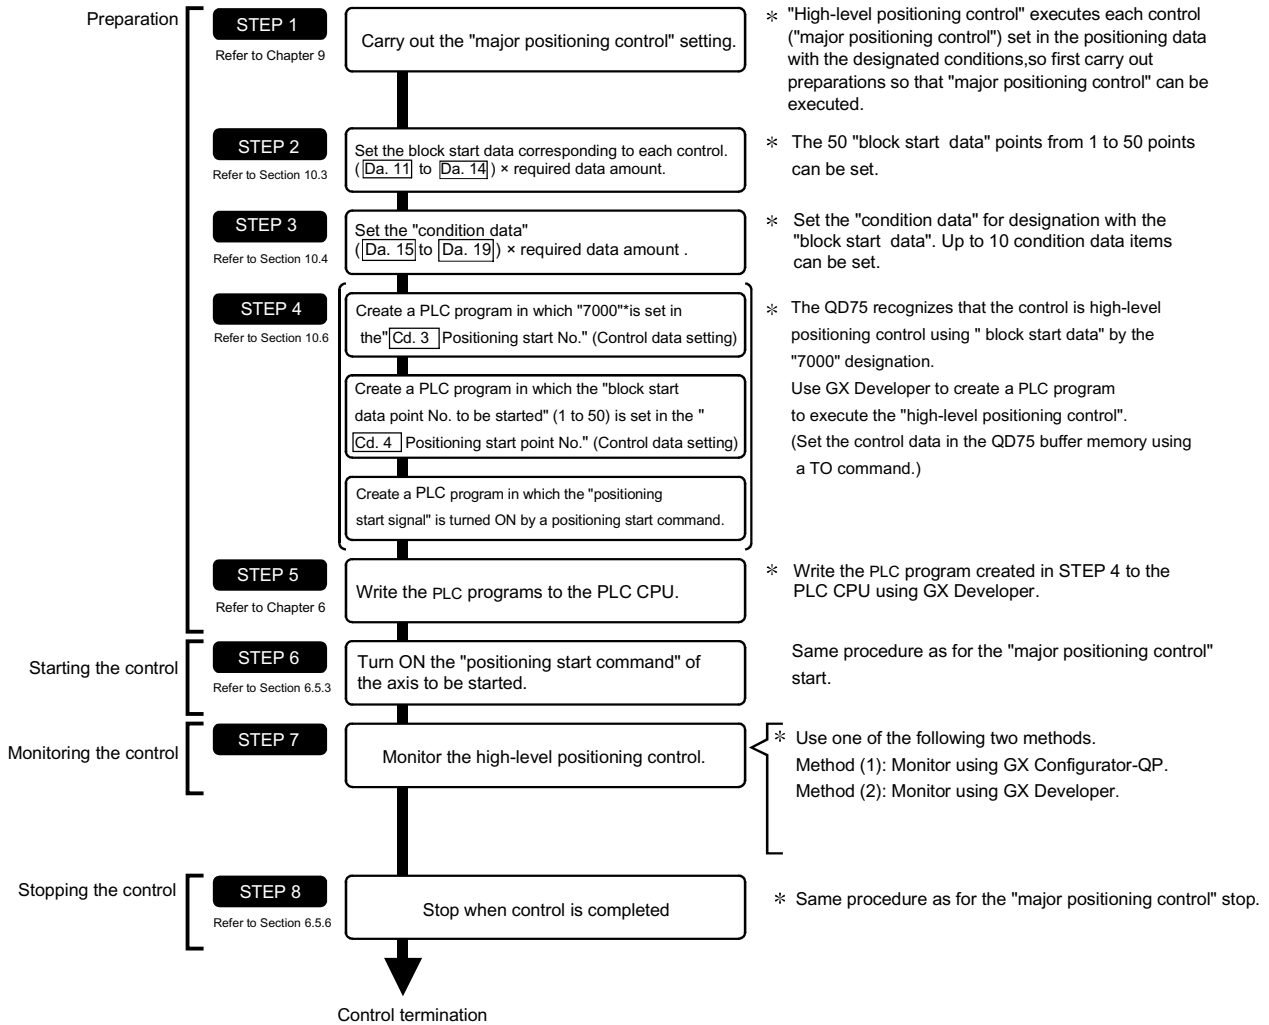 Preparation
STEP 1
Refer to Chapter 9
Carry out the "major positioning control" setting.
* "High-level positioning control" executes each control
("major positioning control") set in the positioning data
with the designated conditions,so first carry out
preparations so that "major positioning control" can be
executed.
STEP 2
Refer to Section 10.3
Set the block start data corresponding to each control.
( Da. 11 to Da. 14 ) × required data amount.
* The 50 "block start data" points from 1 to 50 points
can be set.
STEP 3
Refer to Section 10.4
Set the "condition data"
( Da. 15 to Da. 19 ) × required data amount .
* Set the "condition data" for designation with the
"block start data". Up to 10 condition data items
can be set.
STEP 4
Refer to Section 10.6
Create a PLC program in which "7000"*is set in
the" Cd. 3 Positioning start No." (Control data setting)
Create a PLC program in which the "block start
data point No. to be started" (1 to 50) is set in the "
Cd. 4 Positioning start point No." (Control data setting)
Create a PLC program in which the "positioning
start signal" is turned ON by a positioning start command.
* The QD75 recognizes that the control is high-level
positioning control using " block start data" by the
"7000" designation.
Use GX Developer to create a PLC program
to execute the "high-level positioning control".
(Set the control data in the QD75 buffer memory using
a TO command.)
STEP 5
Refer to Chapter 6
Write the PLC programs to the PLC CPU.
* Write the PLC program created in STEP 4 to the
PLC CPU using GX Developer.
Starting the control
STEP 6
Refer to Section 6.5.3
Turn ON the "positioning start command" of
the axis to be started.
Same procedure as for the "major positioning control"
start.
Monitoring the control
STEP 7
Monitor the high-level positioning control.
* Use one of the following two methods.
Method (1): Monitor using GX Configurator-QP.
Method (2): Monitor using GX Developer.
Stopping the control
STEP 8
Refer to Section 6.5.6
Stop when control is completed
* Same procedure as for the "major positioning control" stop.
Control termination